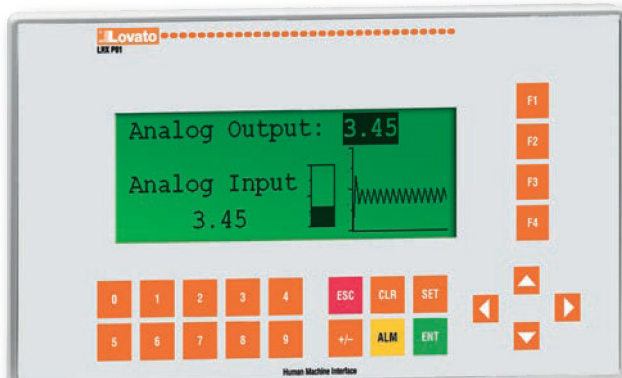 Lovato
LRX P01
Analog Output: 3.45
Analog Input
3.45
F1
F2
F3
F4
0 1 2 3 4 ESC CLR SET
5 6 7 8 9 +/- ALM ENT
Human Machine Interface